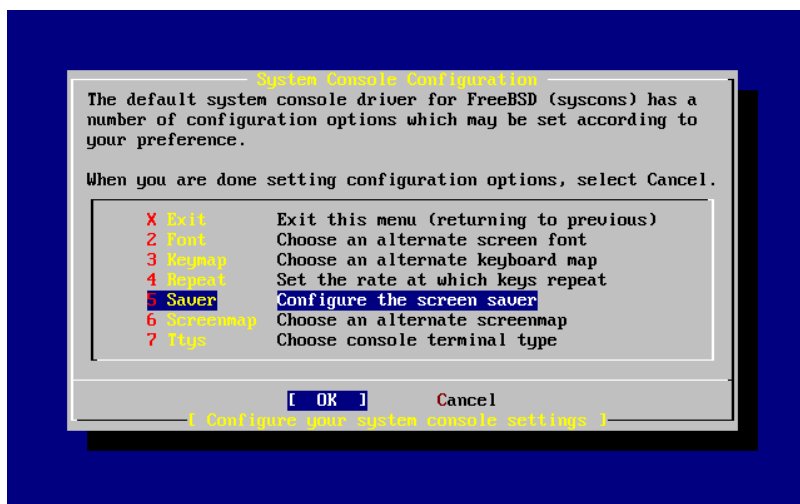 System Console Configuration
The default system console driver for FreeBSD (syscons) has a
number of configuration options which may be set according to
your preference.
When you are done setting configuration options, select Cancel.
X Exit Exit this menu (returning to previous)
2 Font Choose an alternate screen font
3 Keymap Choose an alternate keyboard map
4 Repeat Set the rate at which keys repeat
5 Saver Configure the screen saver
6 Screenmap Choose an alternate screenmap
7 Ttys Choose console terminal type
[ OK ] Cancel
[ Configure your system console settings ]